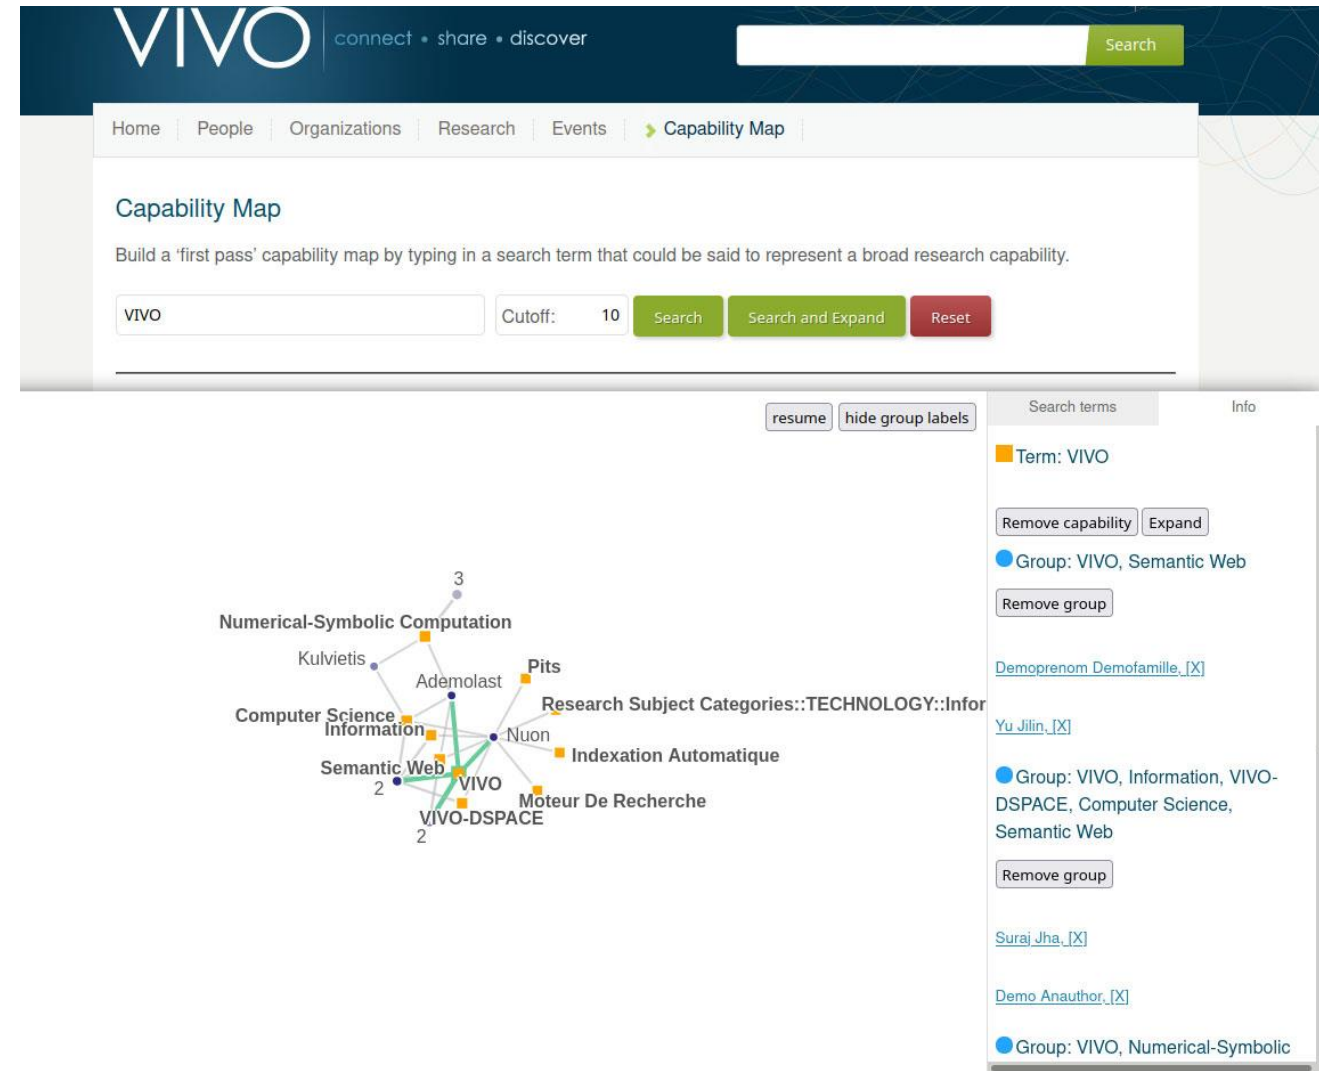 VIVO connect • share • discover
Search
Home People Organizations Research Events Capability Map
Capability Map
Build a 'first pass' capability map by typing in a search term that could be said to represent a broad research capability.
VIVO Cutoff: 10 Search Search and Expand Reset
resume hide group labels
3
Numerical-Symbolic Computation
Kulvietis
Pits
Ademolast
Research Subject Categories::TECHNOLOGY::Infor
Computer Science
Information
Nuon
Indexation Automatique
Semantic Web
2
VIVO
Moteur De Recherche
VIVO-DSPACE
2
Search terms Info
Term: VIVO
Remove capability Expand
Group: VIVO, Semantic Web
Remove group
Demoprenom Demofamille, [X]
Yu Jilin, [X]
Group: VIVO, Information, VIVO-
DSPACE, Computer Science,
Semantic Web
Remove group
Suraj Jha, [X]
Demo Anauthor, [X]
Group: VIVO, Numerical-Symbolic